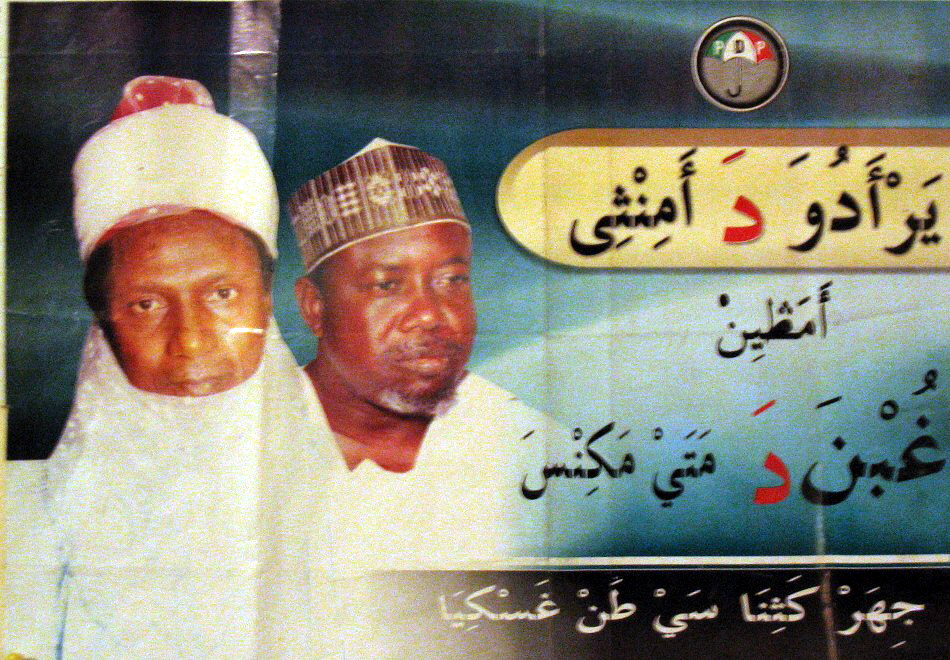 PDP
يَرْأَدُوَ دَ أَمِنْثِى
أَمَڟِينْ
غُبْنَ دَ مَتَيْ مَكِنْسَ
جِهَرْ كَثِنَا سَيْ طَنْ غَسْكِيَا